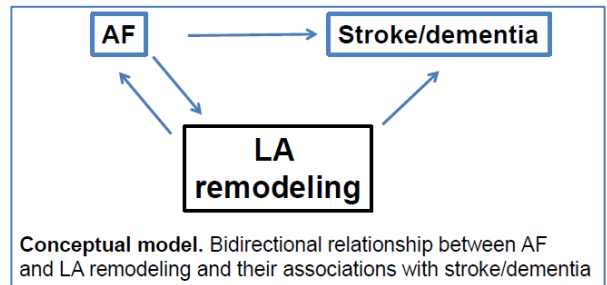 AF
Stroke/dementia
LA
remodeling
Conceptual model. Bidirectional relationship between AF
and LA remodeling and their associations with stroke/dementia